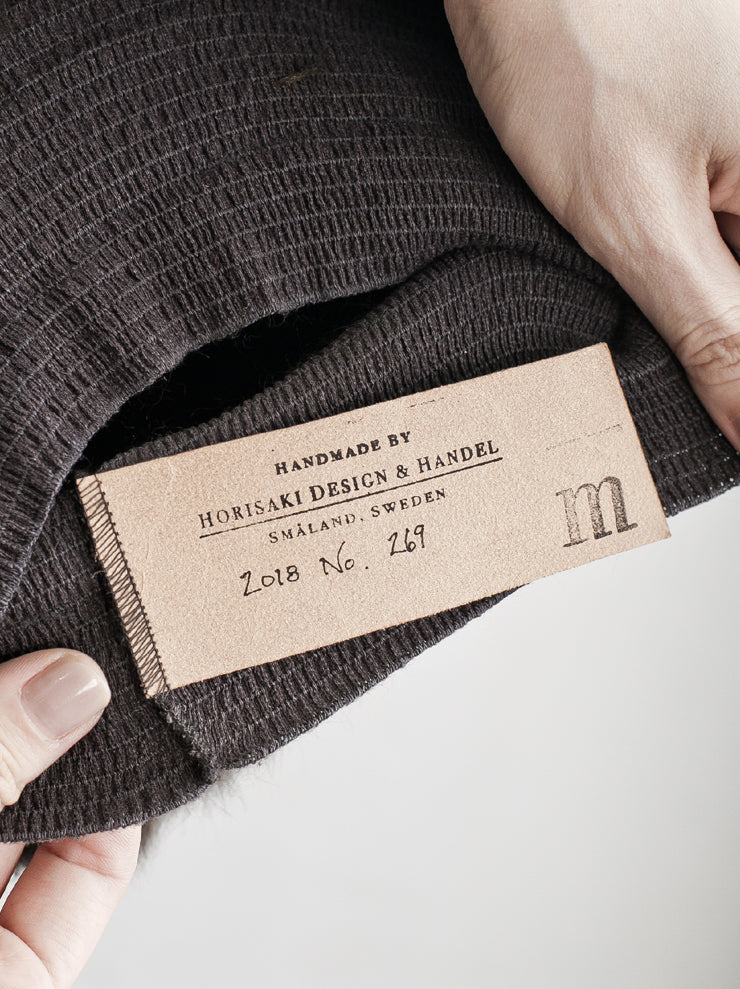 HANDMADE BY
HORISAKI DESIGN & HANDEL
SMÅLAND, SWEDEN
2018 No. 269
m